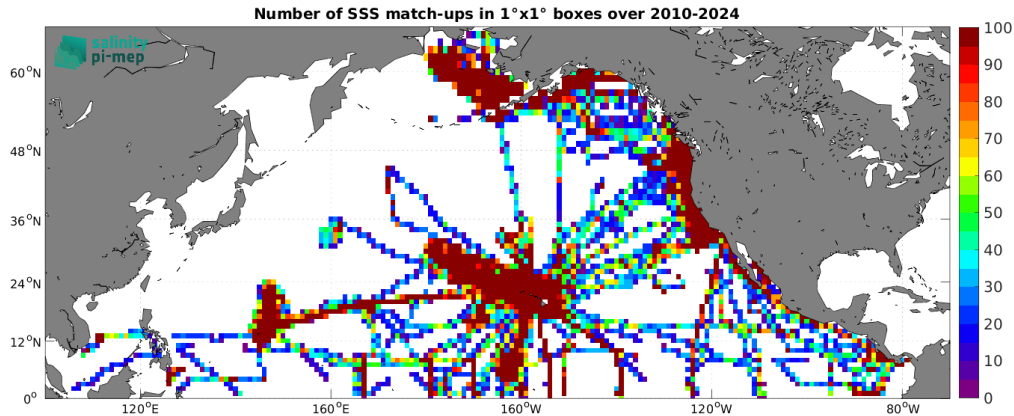 Number of SSS match-ups in 1°x1° boxes over 2010-2024
salinity
pi-mep
60°N
48°N
36°N
24°N
12°N
0°
120°E
160°E
160°W
120°W
80°W
100
90
80
70
60
50
40
30
20
10
0